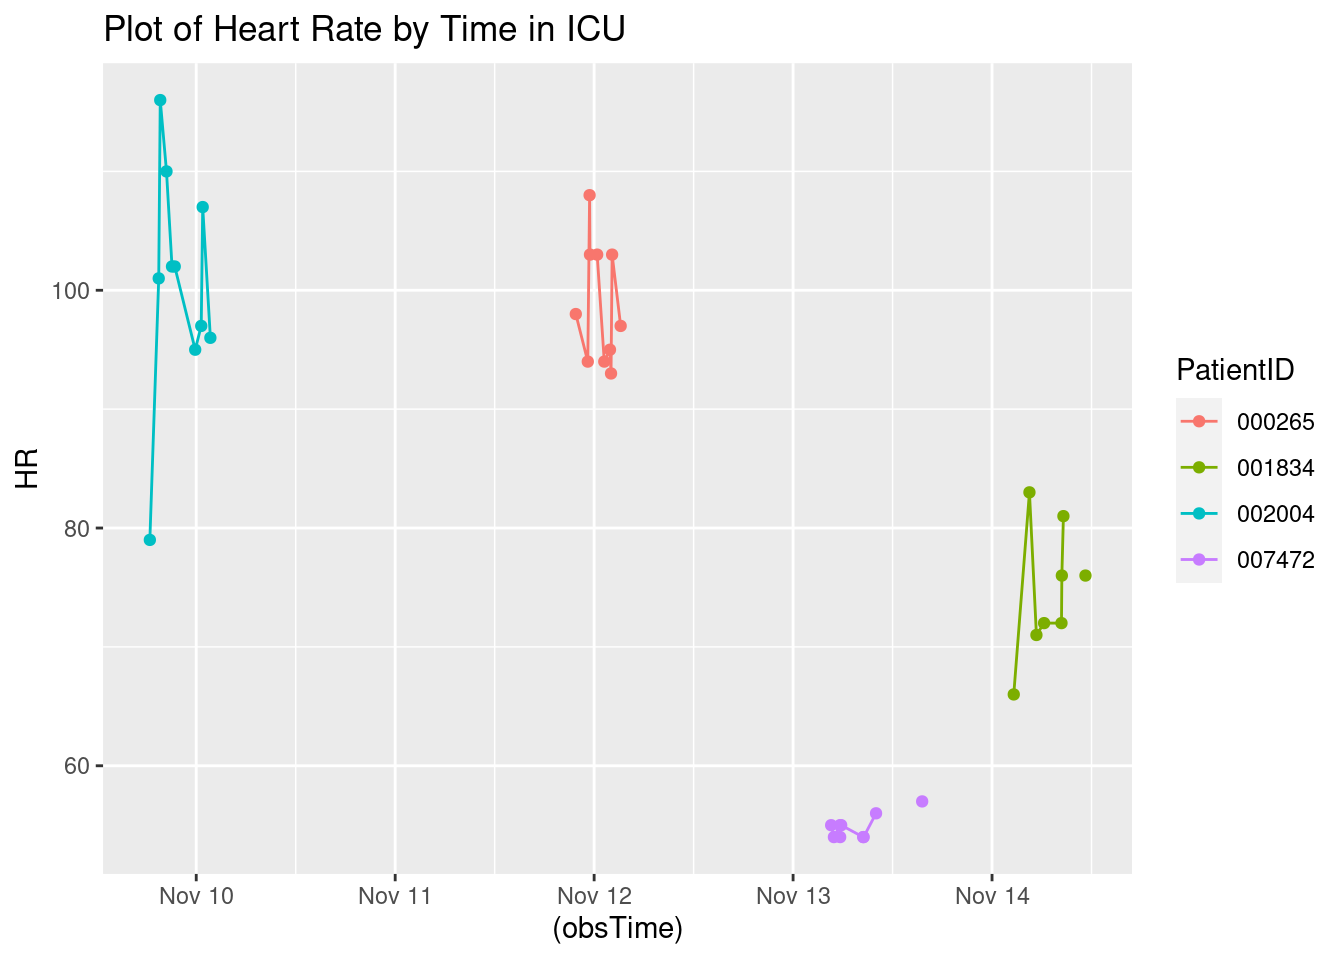 Plot of Heart Rate by Time in ICU
HR
100
80
60
Nov 10
Nov 11
Nov 12
Nov 13
Nov 14
(obsTime)
PatientID
000265
001834
002004
007472